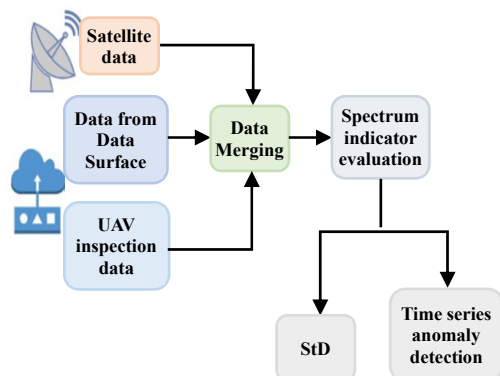 Satellite
data
Data from
Data
Surface
UAV
inspection
data
Data
Merging
Spectrum
indicator
evaluation
StD
Time series
anomaly
detection